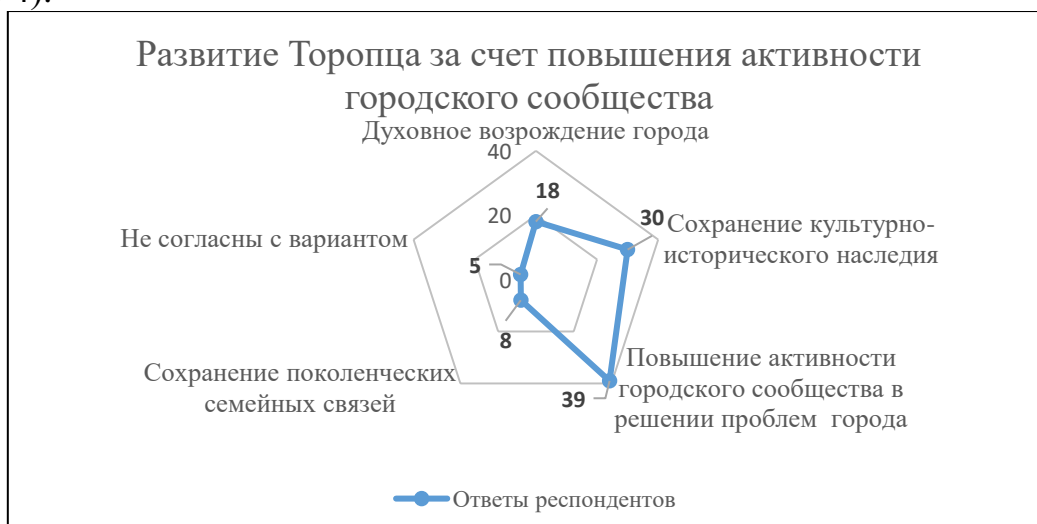 4).
Развитие Торопца за счет повышения активности
городского сообщества
Духовное возрождение города
40
18
20
30
Сохранение культурно-
исторического наследия
Не согласны с вариантом
5
0
8
Сохранение поколенческих
семейных связей
Повышение активности
городского сообщества в
решении проблем города
39
Ответы респондентов